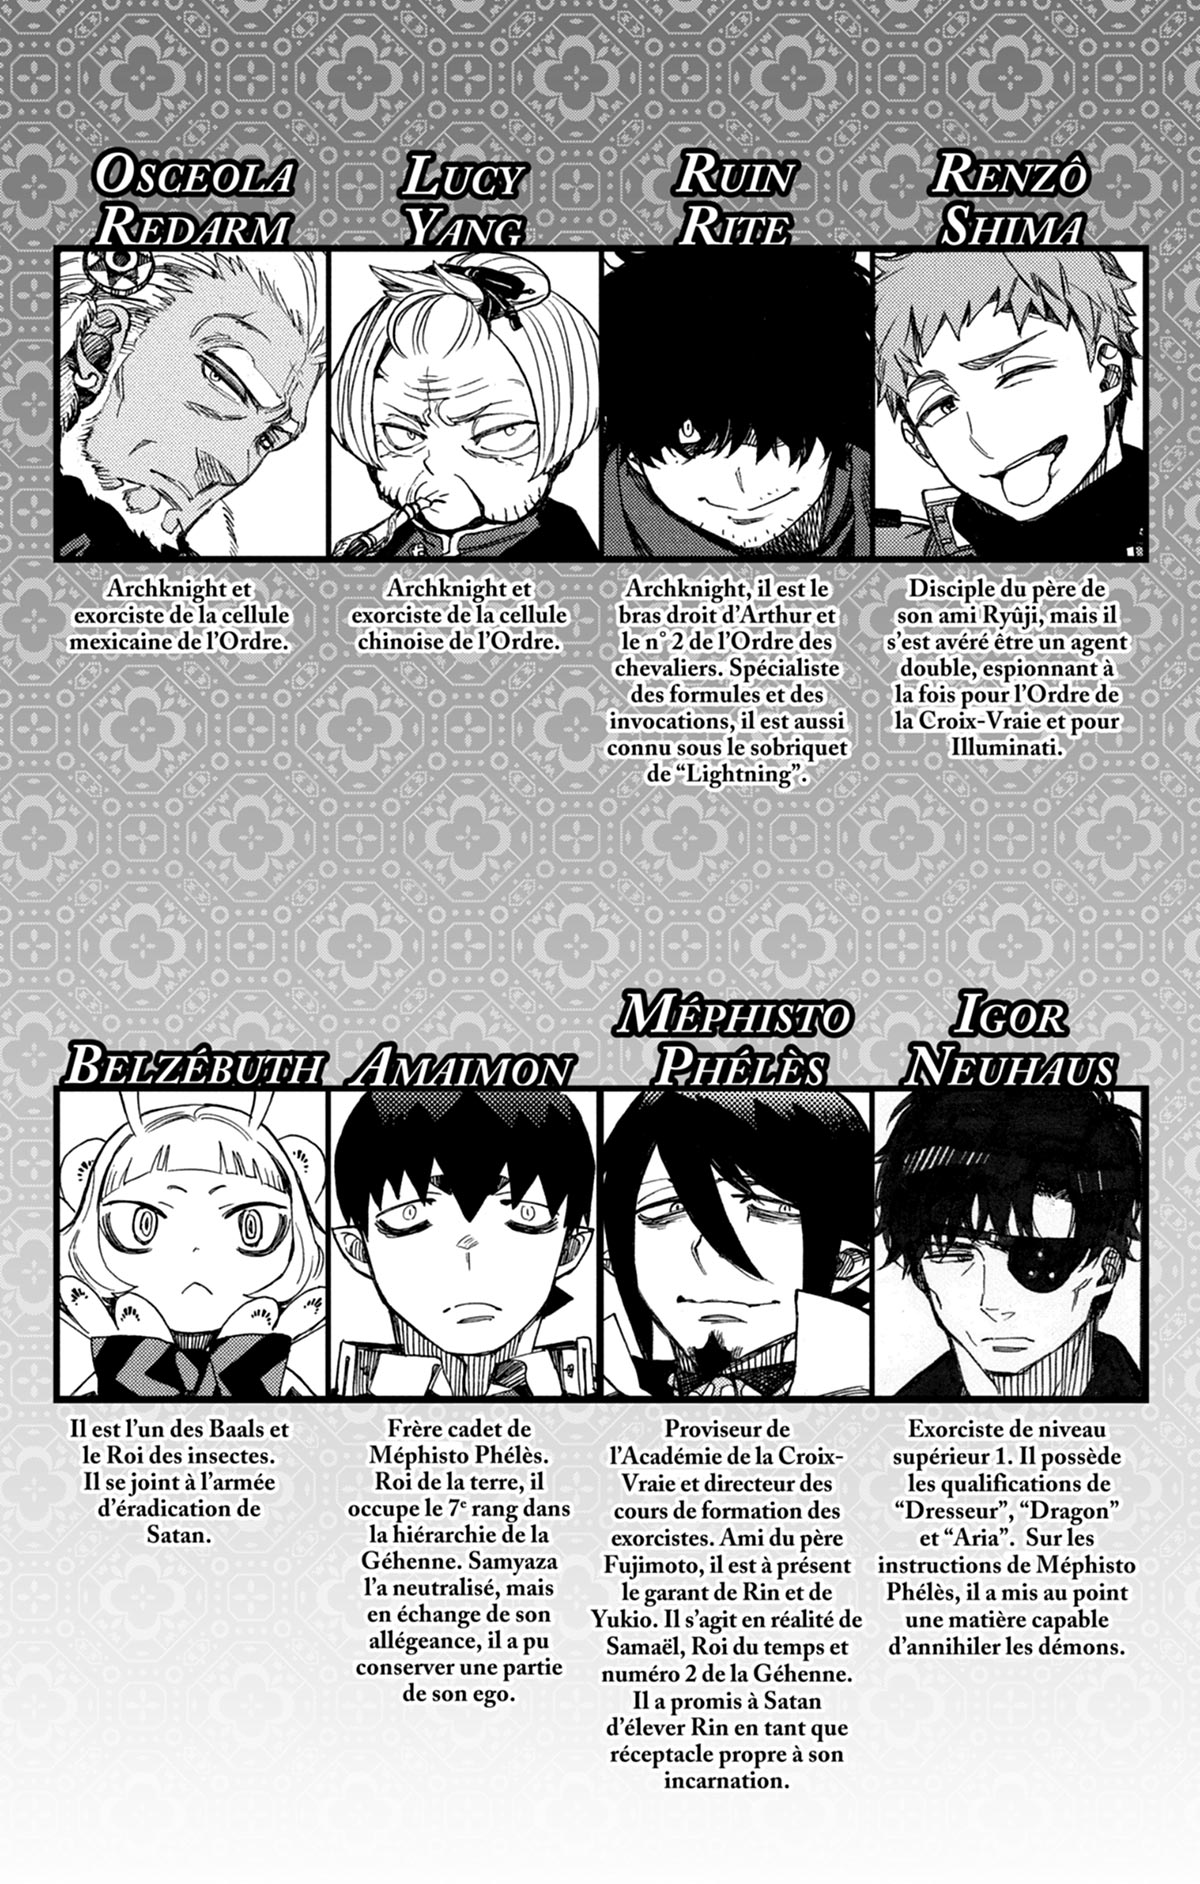 OSCEOLA
REDARM
Archknight et
exorciste de la cellule
mexicaine de l'Ordre.
LUCY
YANG
Archknight et
exorciste de la cellule
chinoise de l'Ordre.
RUIN
RITE
Archknight, il est le
bras droit d'Arthur et
le n° 2 de l'Ordre des
chevaliers. Spécialiste
des formules et des
invocations, il est aussi
connu sous le sobriquet
de “Lightning”.
RENZÔ
SHIMA
Disciple du père de
son ami Ryûji, mais il
s'est avéré être un agent
double, espionnant à
la fois pour l'Ordre de
la Croix-Vraie et pour
Illuminati.
BELZÉBUTH
Il est l'un des Baals et
le Roi des insectes.
Il se joint à l'armée
d'éradication de
Satan.
AMAIMON
Frère cadet de
Méphisto Phélès.
Roi de la terre, il
occupe le 7e rang dans
la hiérarchie de la
Géhenne. Samyaza
l'a neutralisé, mais
en échange de son
allégeance, il a pu
conserver une partie
de son ego.
MÉPHISTO
PHÉLÈS
Proviseur de
l'Académie de la Croix-
Vraie et directeur des
cours de formation des
exorcistes. Ami du père
Fujimoto, il est à présent
le garant de Rin et de
Yukio. Il s'agit en réalité de
Samaël, Roi du temps et
numéro 2 de la Géhenne.
Il a promis à Satan
d'élever Rin en tant que
réceptacle propre à son
incarnation.
IGOR
NEUHAUS
Exorciste de niveau
supérieur 1. Il possède
les qualifications de
“Dresseur”, “Dragon”
et “Aria”. Sur les
instructions de Méphisto
Phélès, il a mis au point
une matière capable
d'annihiler les démons.